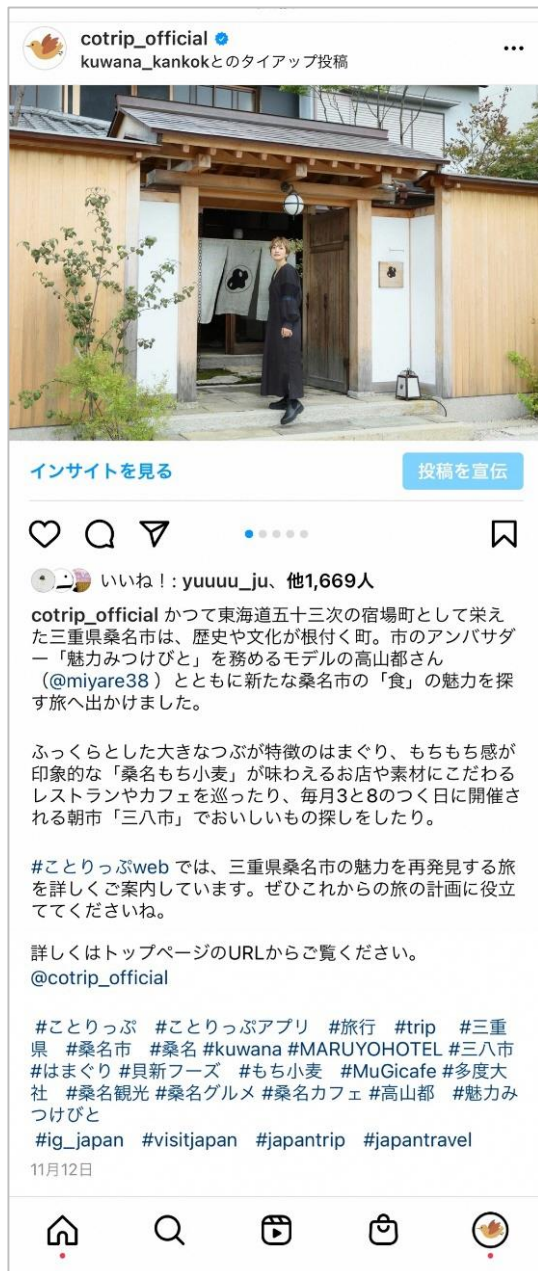 cotrip_official
kuwana_kankokとのタイアップ投稿
インサイトを見る
投稿を宣伝
いいね！: yuuuu_ju、他1,669人
cotrip_official かつて東海道五十三次の宿場町として栄え
た三重県桑名市は、歴史や文化が根付く町。市のアンバサダ
ー「魅力みつけびと」を務めるモデルの高山都さん
（@miyare38 ）とともに新たな桑名市の「食」の魅力を探
す旅へ出かけました。
ふっくらとした大きなつぶが特徴のはまぐり、もちもち感が
印象的な「桑名もち小麦」が味わえるお店や素材にこだわる
レストランやカフェを巡ったり、毎月3と8のつく日に開催さ
れる朝市「三八市」でおいしいもの探しをしたり。
#ことりっぷweb では、三重県桑名市の魅力を再発見する旅
を詳しくご案内しています。ぜひこれからの旅の計画に役立
ててくださいね。
詳しくはトップページのURLからご覧ください。
@cotrip_official
#ことりっぷ #ことりっぷアプリ #旅行 #trip #三重
県 #桑名市 #桑名 #kuwana #MARUYOHOTEL #三八市
#はまぐり #貝新フーズ #もち小麦 #MuGicafe #多度大
社 #桑名観光 #桑名グルメ #桑名カフェ #高山都 #魅力み
つけびと
#ig_japan #visitjapan #japantrip #japantravel
11月12日